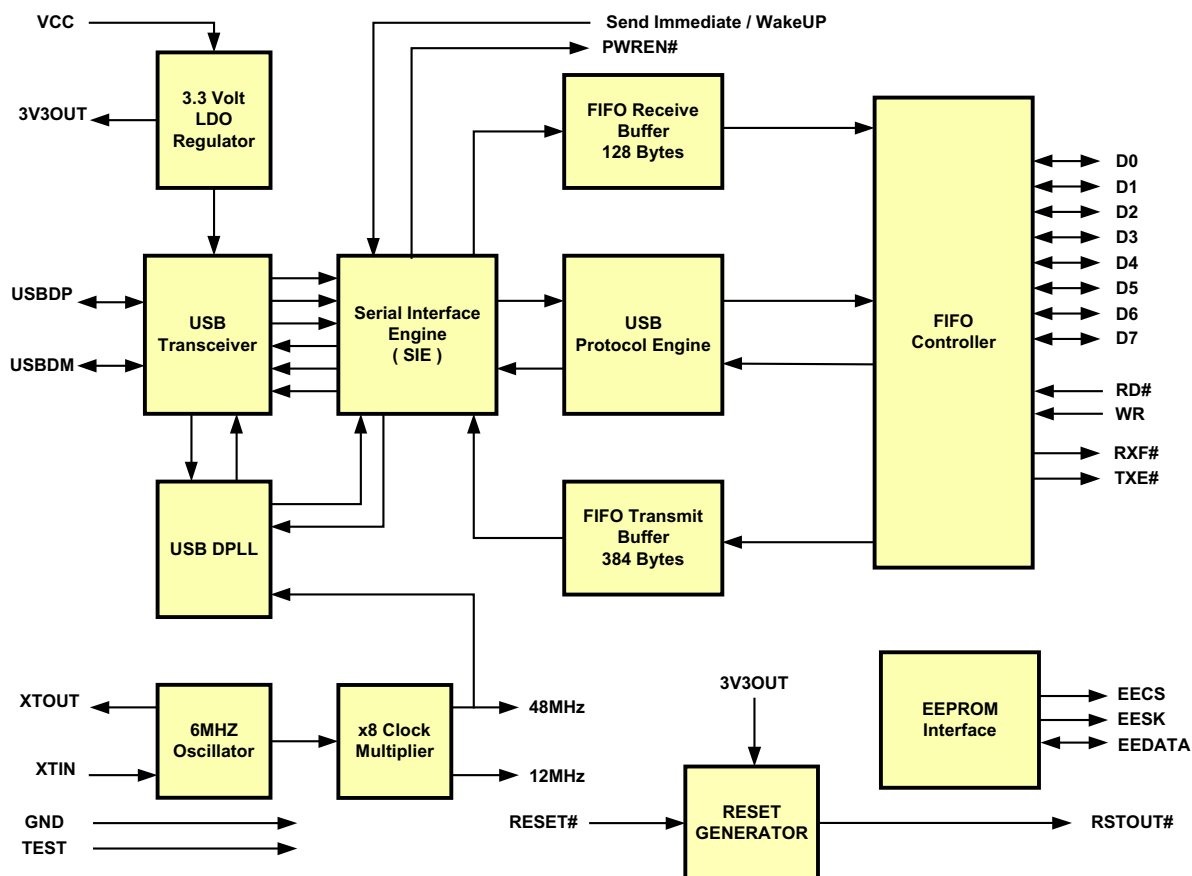 VCC
Send Immediate / WakeUP
PWREN#
3.3 Volt
LDO
Regulator
3V3OUT
FIFO Receive
Buffer
128 Bytes
D0
D1
D2
D3
D4
D5
D6
D7
USBDP
USBDM
USB
Transceiver
Serial Interface
Engine
( SIE )
USB
Protocol Engine
FIFO
Controller
RD#
WR
RXF#
TXE#
USB DPLL
FIFO Transmit
Buffer
384 Bytes
XTOUT
XTIN
6MHZ
Oscillator
x8 Clock
Multiplier
48MHz
12MHz
3V3OUT
EEPROM
Interface
EECS
EESK
EEDATA
GND
TEST
RESET#
RESET
GENERATOR
RSTOUT#